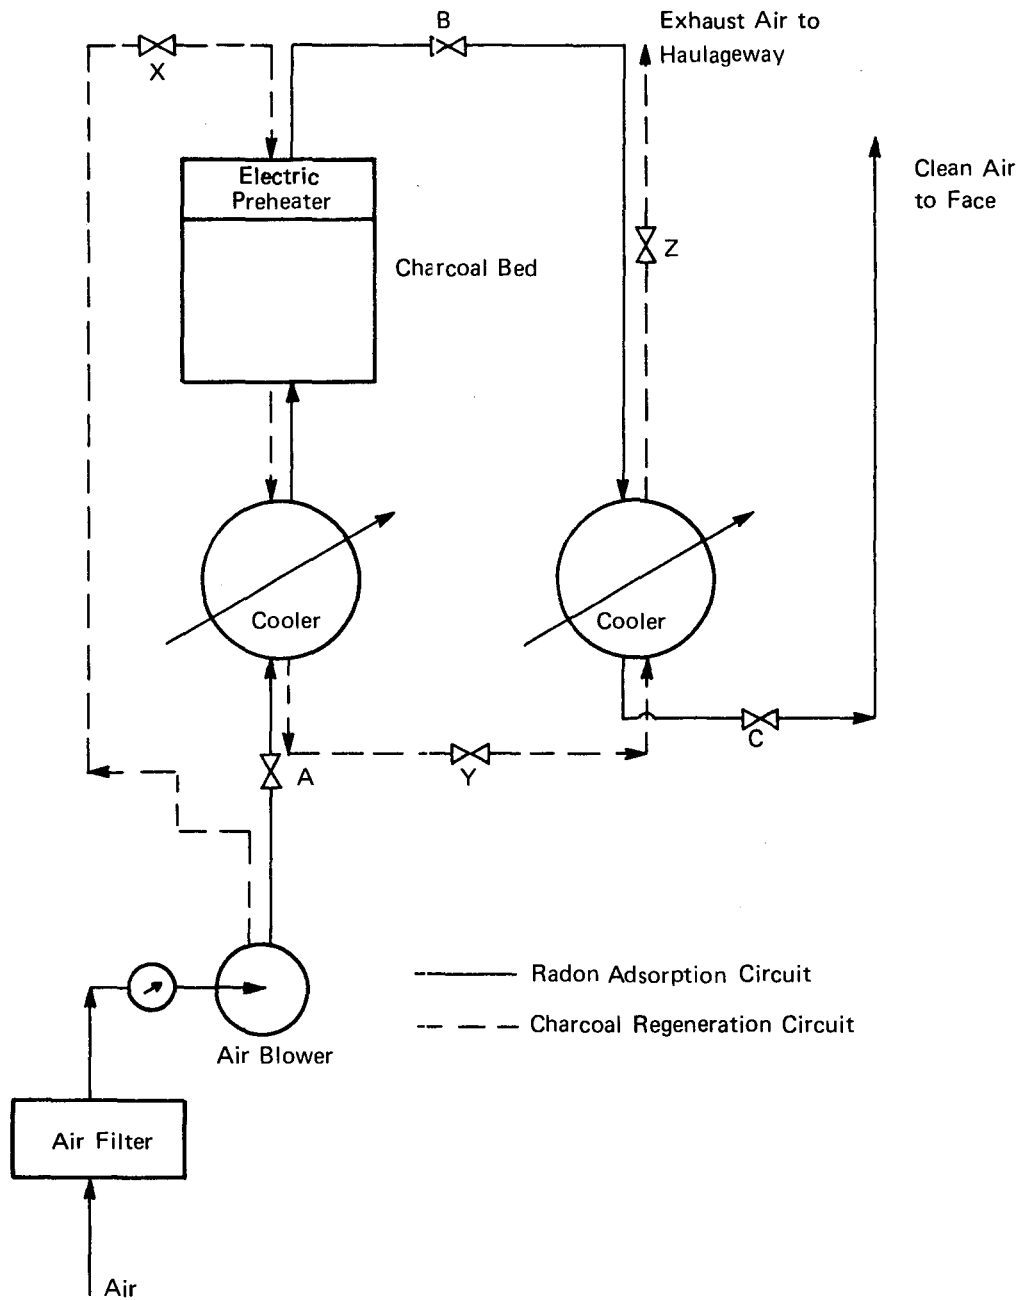 B
Exhaust Air to
Haulageway
X
Clean Air
to Face
Electric
Preheater
Z
Charcoal Bed
Cooler
Cooler
C
A
Y
Radon Adsorption Circuit
Charcoal Regeneration Circuit
Air Blower
Air Filter
Air